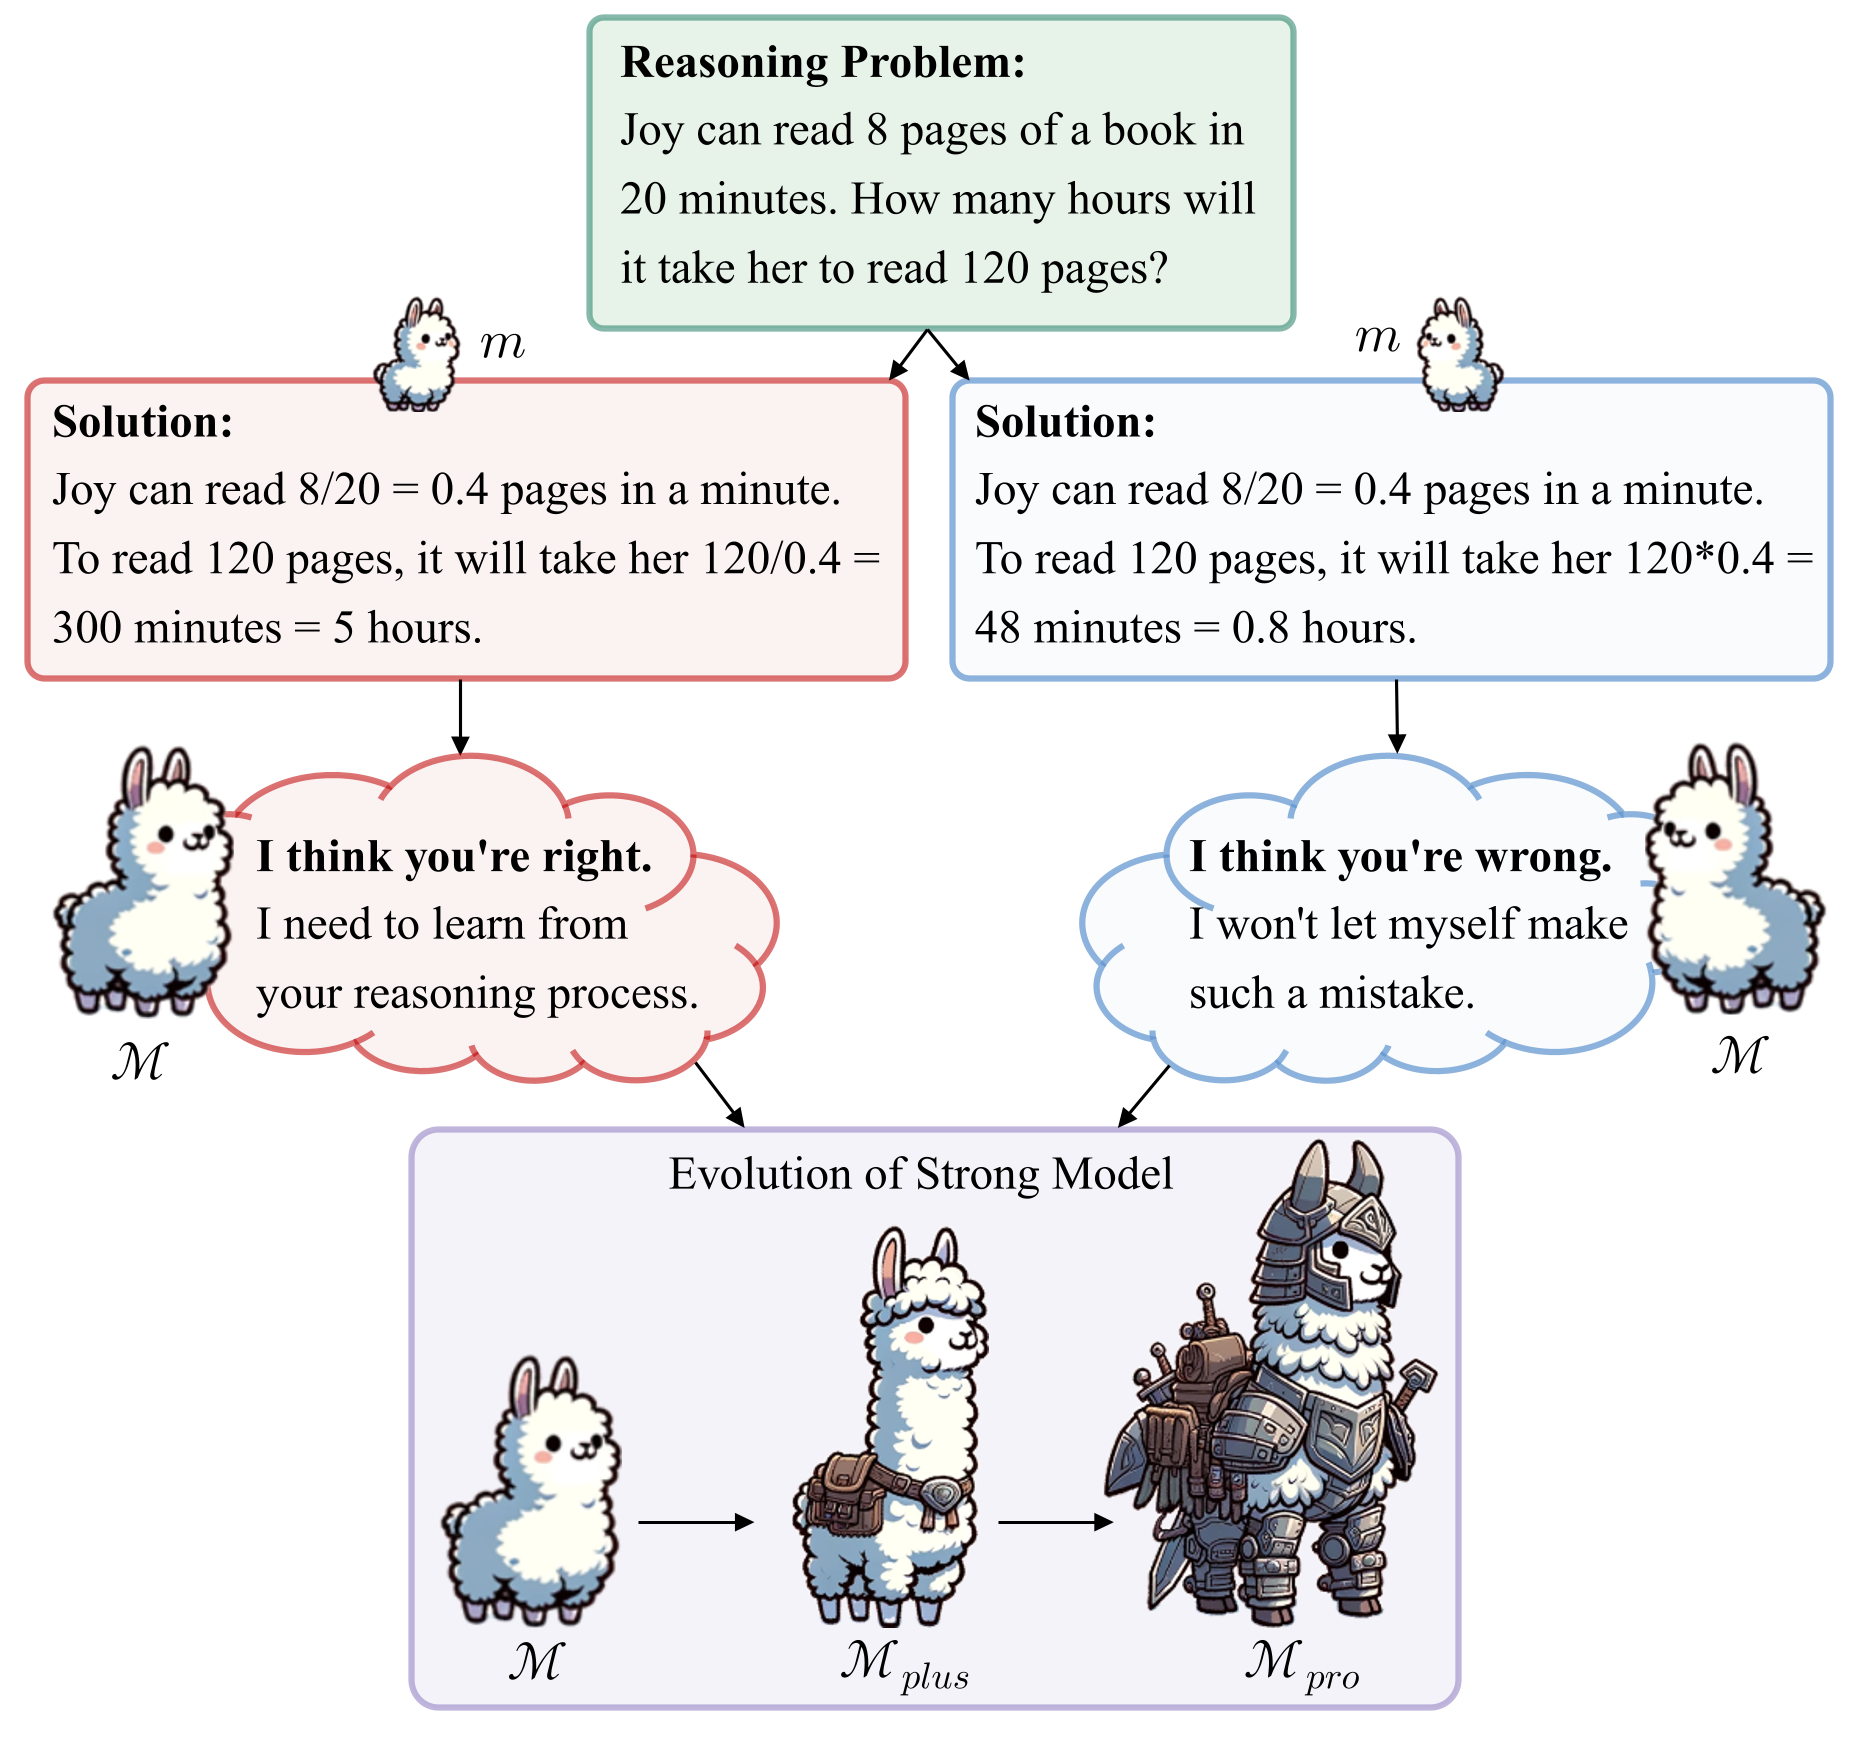 Reasoning Problem:
Joy can read 8 pages of a book in
20 minutes. How many hours will
it take her to read 120 pages?
m
m
Solution:
Joy can read 8/20 = 0.4 pages in a minute.
To read 120 pages, it will take her 120/0.4 =
300 minutes = 5 hours.
Solution:
Joy can read 8/20 = 0.4 pages in a minute.
To read 120 pages, it will take her 120*0.4 =
48 minutes = 0.8 hours.
I think you're right.
I need to learn from
your reasoning process.
ℳ
I think you're wrong.
I won't let myself make
such a mistake.
ℳ
Evolution of Strong Model
ℳ
ℳ plus
ℳ pro